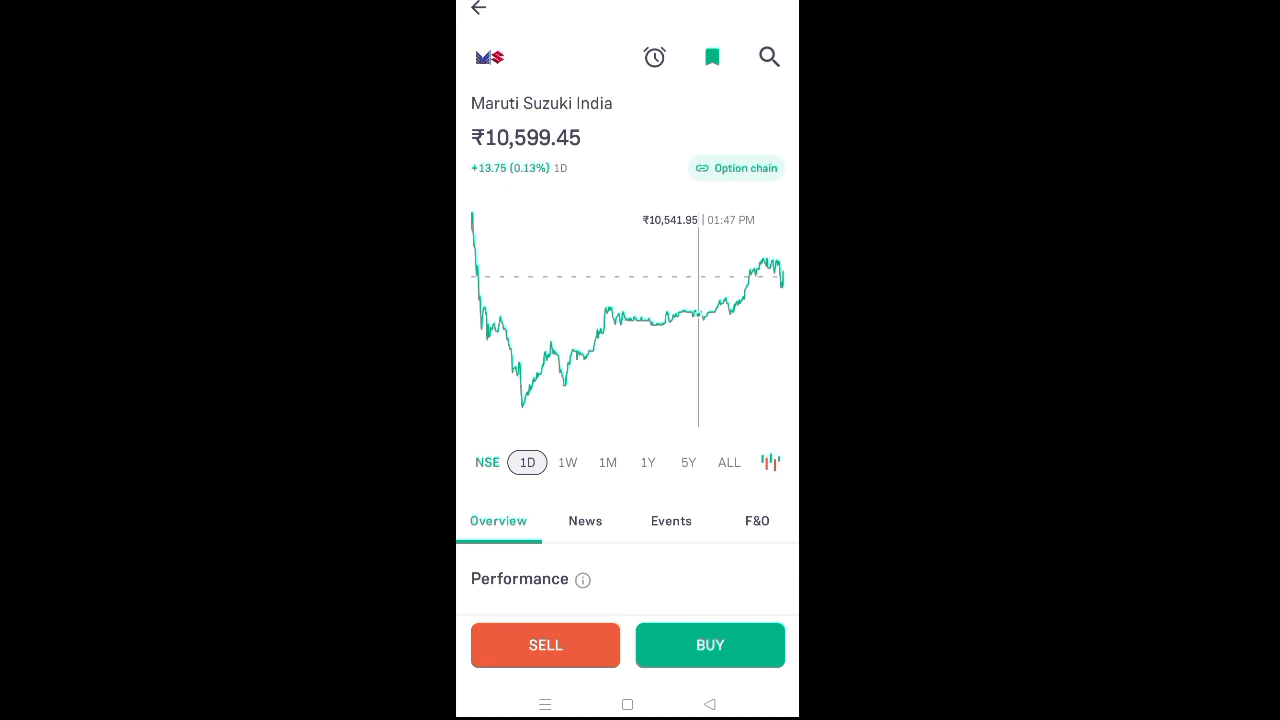 Maruti Suzuki India
₹10,599.45
+13.75 (0.13%) 1D
Option chain
₹10,541.95 | 01:47 PM
NSE 1D 1W 1M 1Y 5Y ALL
Overview News Events F&O
Performance
SELL BUY